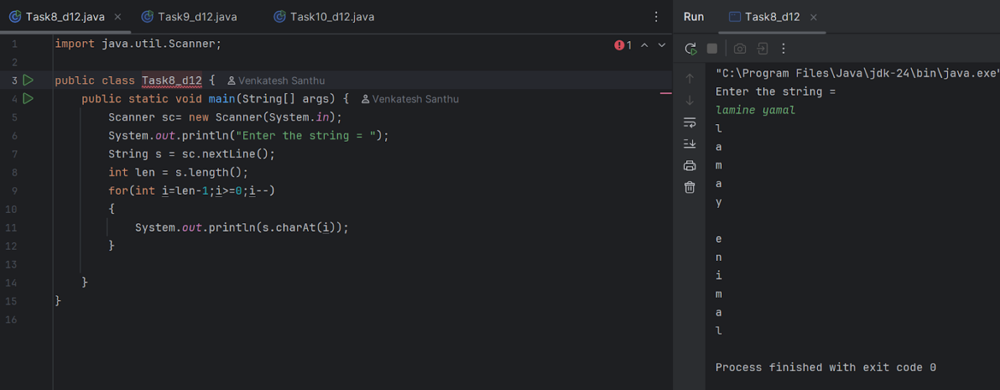 Task8_d12.java × Task9_d12.java Task10_d12.java
1 import java.util.Scanner;
2
3 public class Task8_d12 { Venkatesh Santhu
4 public static void main(String[] args) { Venkatesh Santhu
5 Scanner sc= new Scanner(System.in);
6 System.out.println("Enter the string = ");
7 String s = sc.nextLine();
8 int len = s.length();
9 for(int i=len-1;i>=0;i--)
10 {
11 System.out.println(s.charAt(i));
12 }
13
14 }
15 }
16
1
Run Task8_d12 ×
"C:\Program Files\Java\jdk-24\bin\java.exe"
Enter the string =
lamine yamal
l
a
m
a
y
e
n
i
m
a
l
Process finished with exit code 0